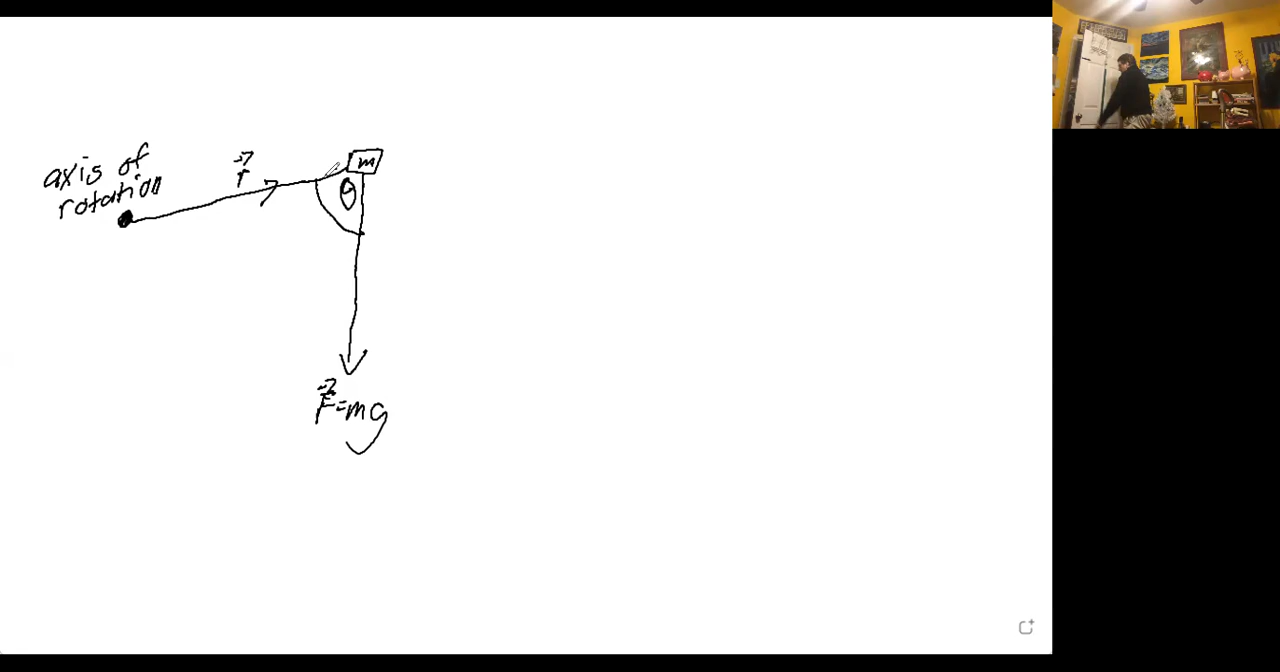 axis of
rotation
r
m
θ
F=mg